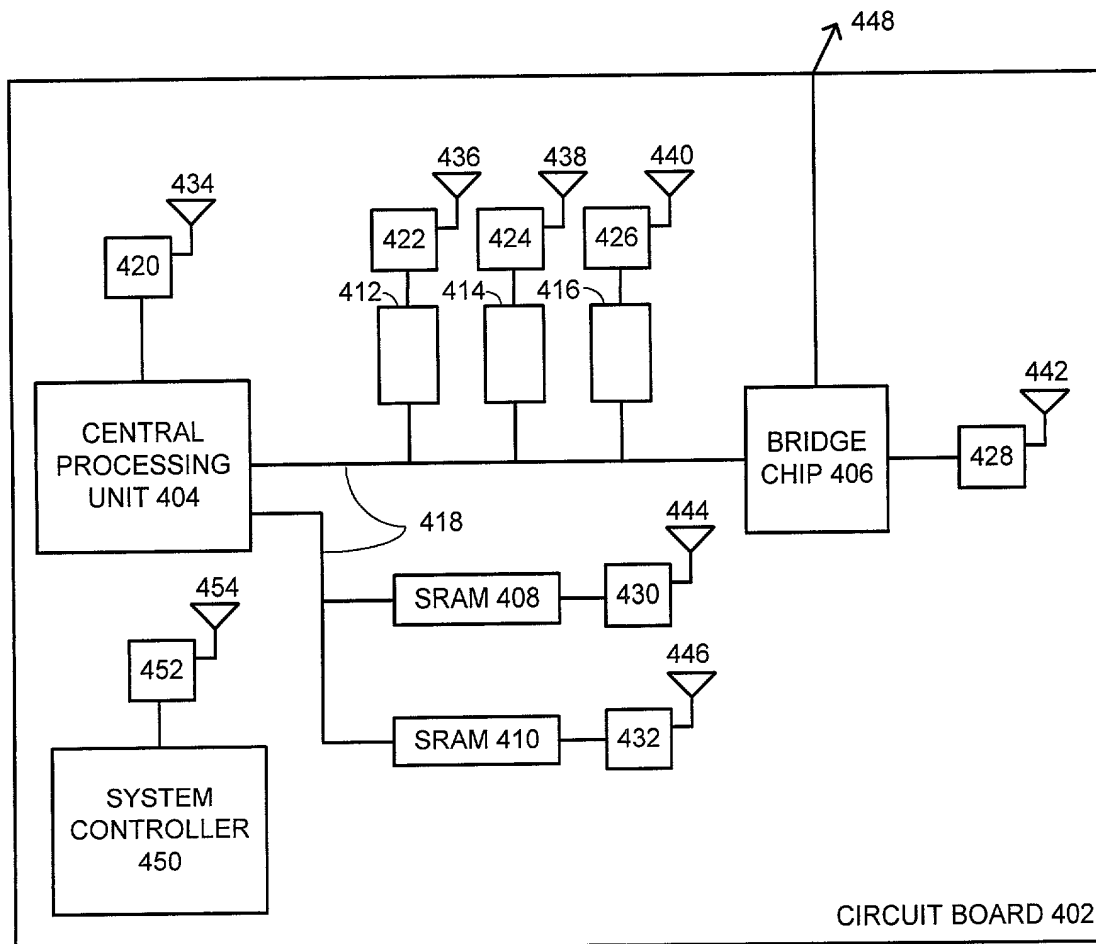 448
436
438
440
434
422
424
426
420
412
414
416
442
CENTRAL
PROCESSING
UNIT 404
BRIDGE
CHIP 406
428
418
444
454
SRAM 408
430
446
452
SRAM 410
432
SYSTEM
CONTROLLER
450
CIRCUIT BOARD 402